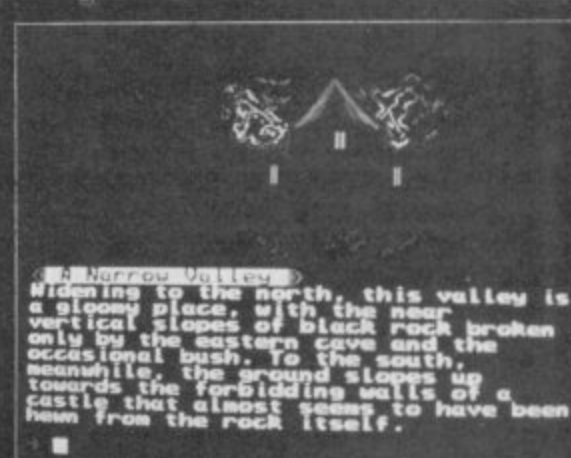 A Narrow Valley
Widening to the north, this valley is
a gloomy place, with the near
vertical slopes of black rock broken
only by the eastern cave and the
occasional bush. To the south,
meanwhile, the ground slopes up
towards the forbidding walls of a
castle that almost seems to have been
hewn from the rock itself.